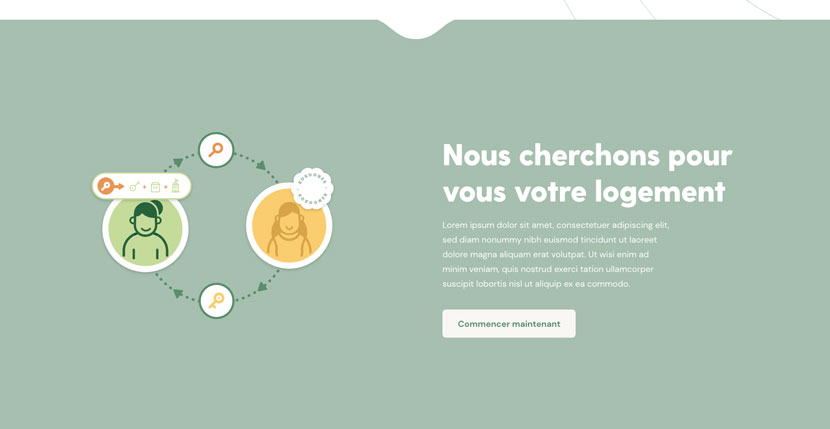 Nous cherchons pour
vous votre logement
Lorem ipsum dolor sit amet, consectetuer adipiscing elit,
sed diam nonummy nibh euismod tincidunt ut laoreet
dolore magna aliquam erat volutpat. Ut wisi enim ad
minim veniam, quis nostrud exerci tation ullamcorper
suscipit lobortis nisl ut aliquip ex ea commodo.
Commencer maintenant